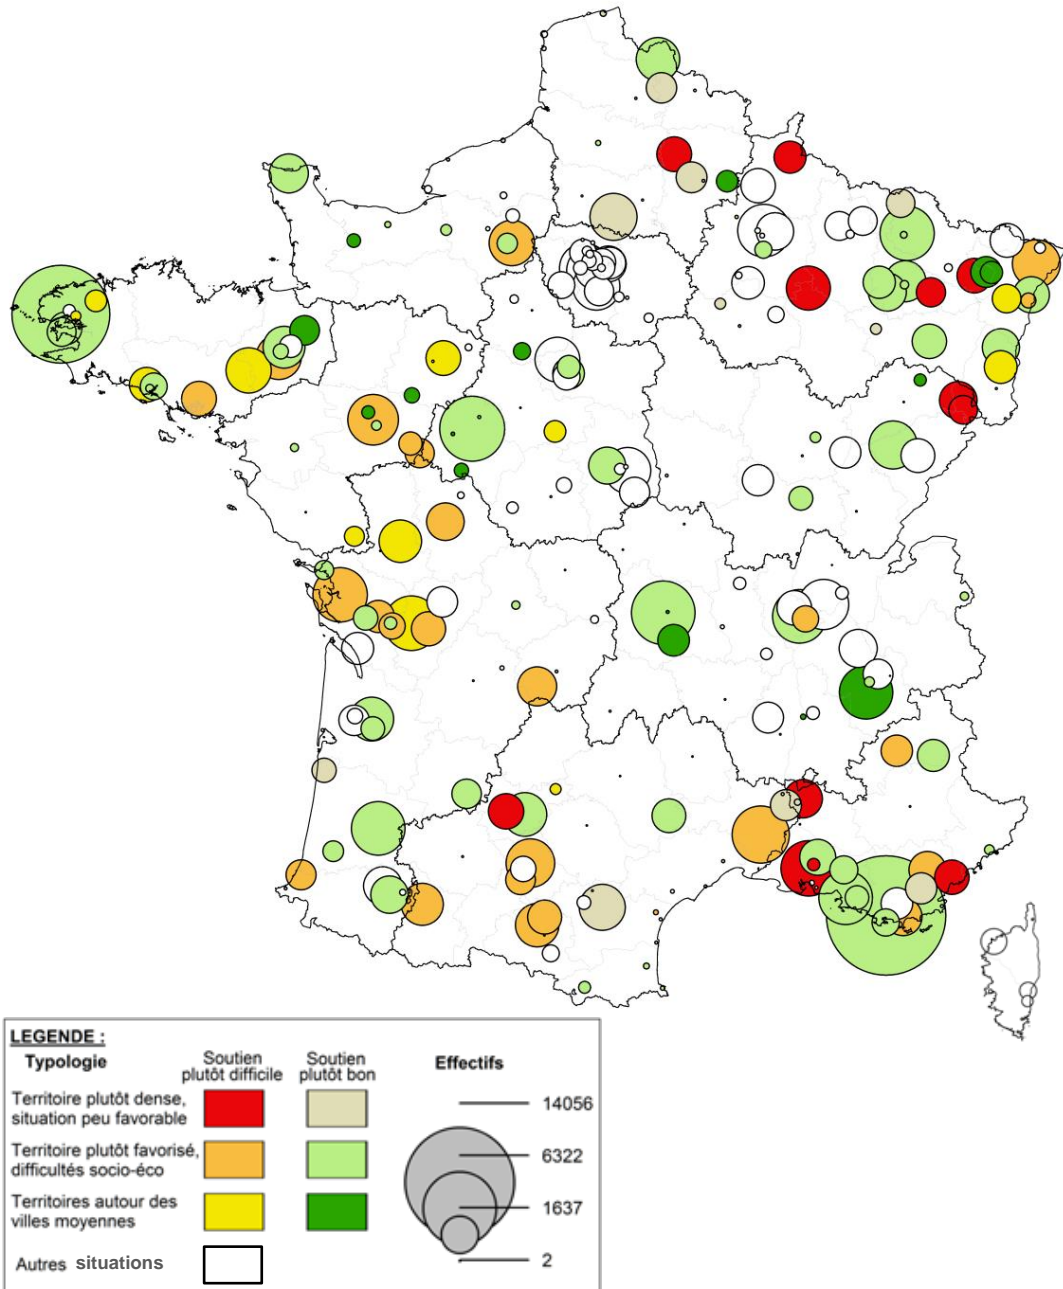 LEGENDE :
Typologie
Soutien
plutôt difficile
Soutien
plutôt bon
Effectifs
Territoire plutôt dense,
situation peu favorable
Territoire plutôt favorisé,
difficultés socio-éco
Territoires autour des
villes moyennes
Autres situations
14056
6322
1637
2